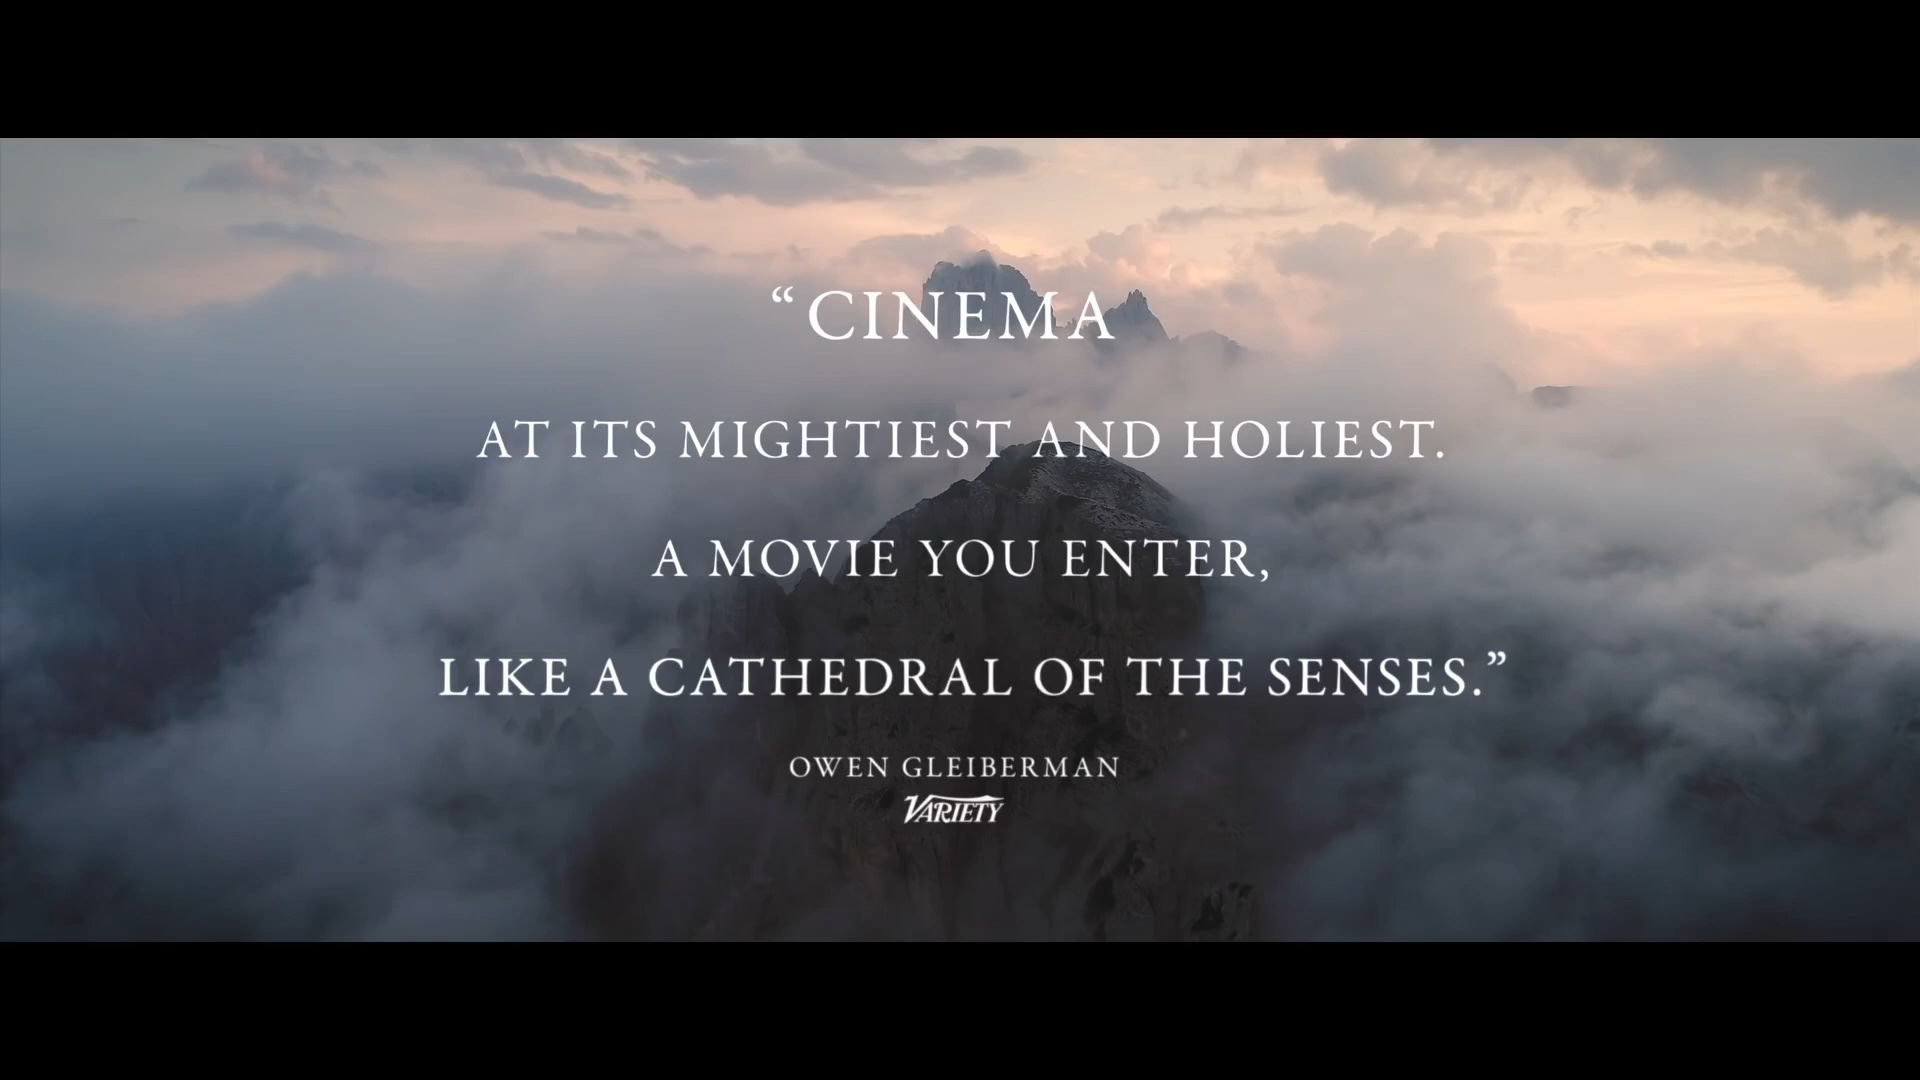 “CINEMA
AT ITS MIGHTIEST AND HOLIEST.
A MOVIE YOU ENTER,
LIKE A CATHEDRAL OF THE SENSES.”
OWEN GLEIBERMAN
VARIETY